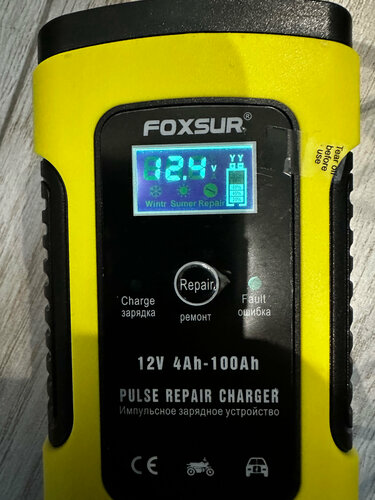 FOXSUR®
12.4 V
Wintr Sumer Repair
Tear off before use
Repair
Charge
зарядка
ремонт
Fault
ошибка
12V 4Ah-100Ah
PULSE REPAIR CHARGER
Импульсное зарядное устройство
CE